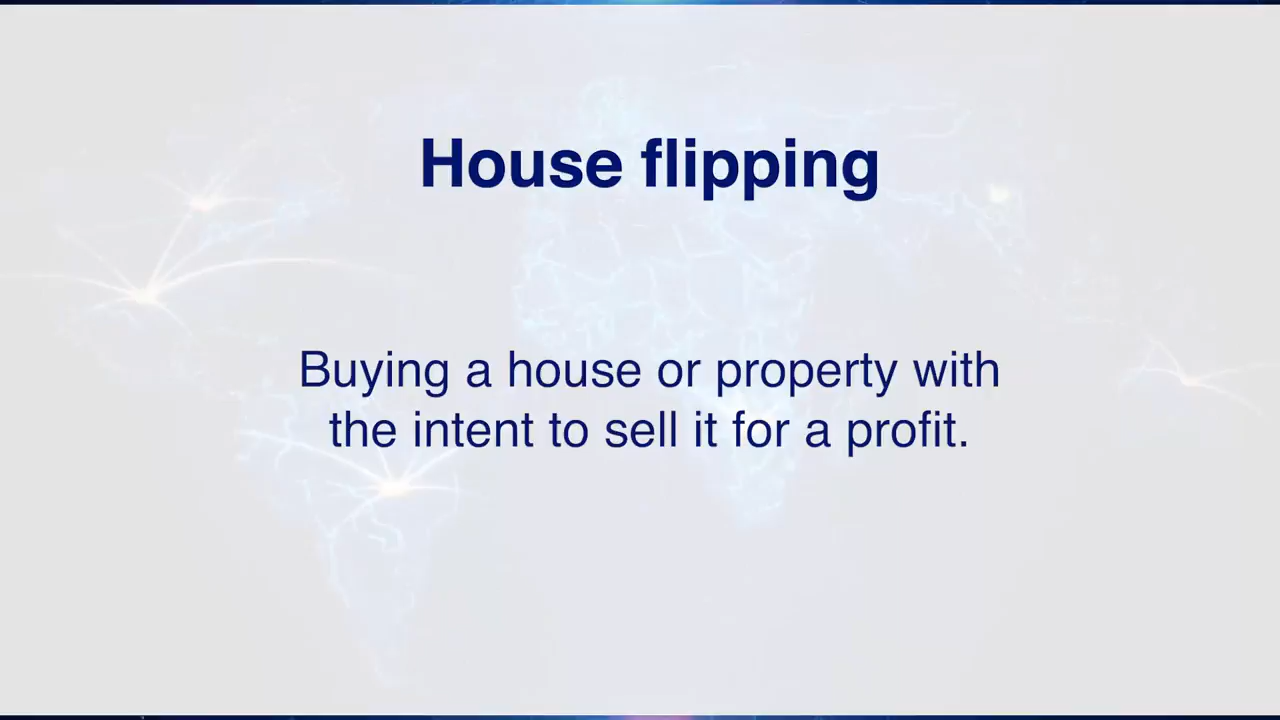 House flipping
Buying a house or property with
the intent to sell it for a profit.